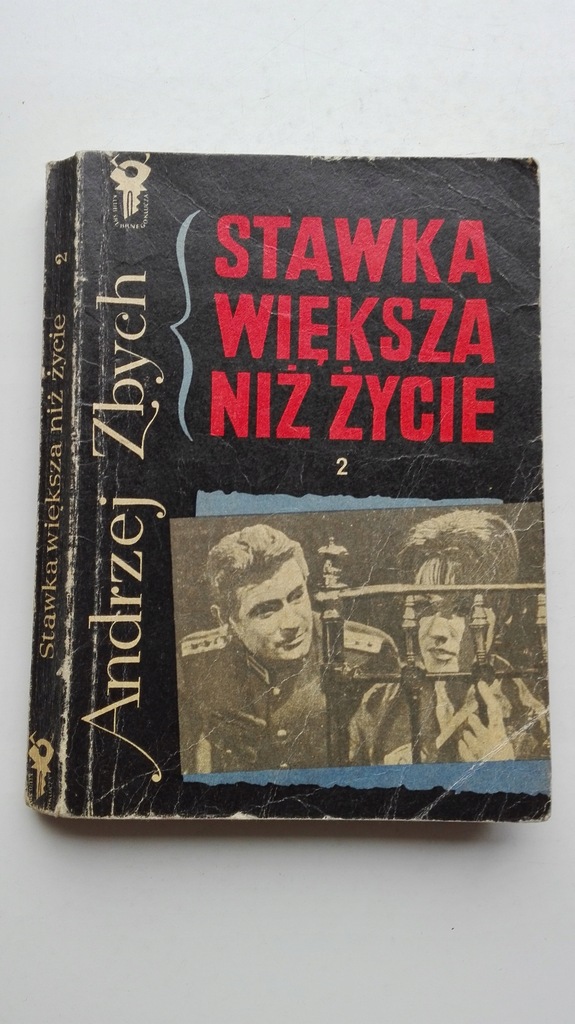 STAWKA
WIĘKSZA
NIŻ ŻYCIE
2
Andrzej Zbych
Stawka większa niż życie 2